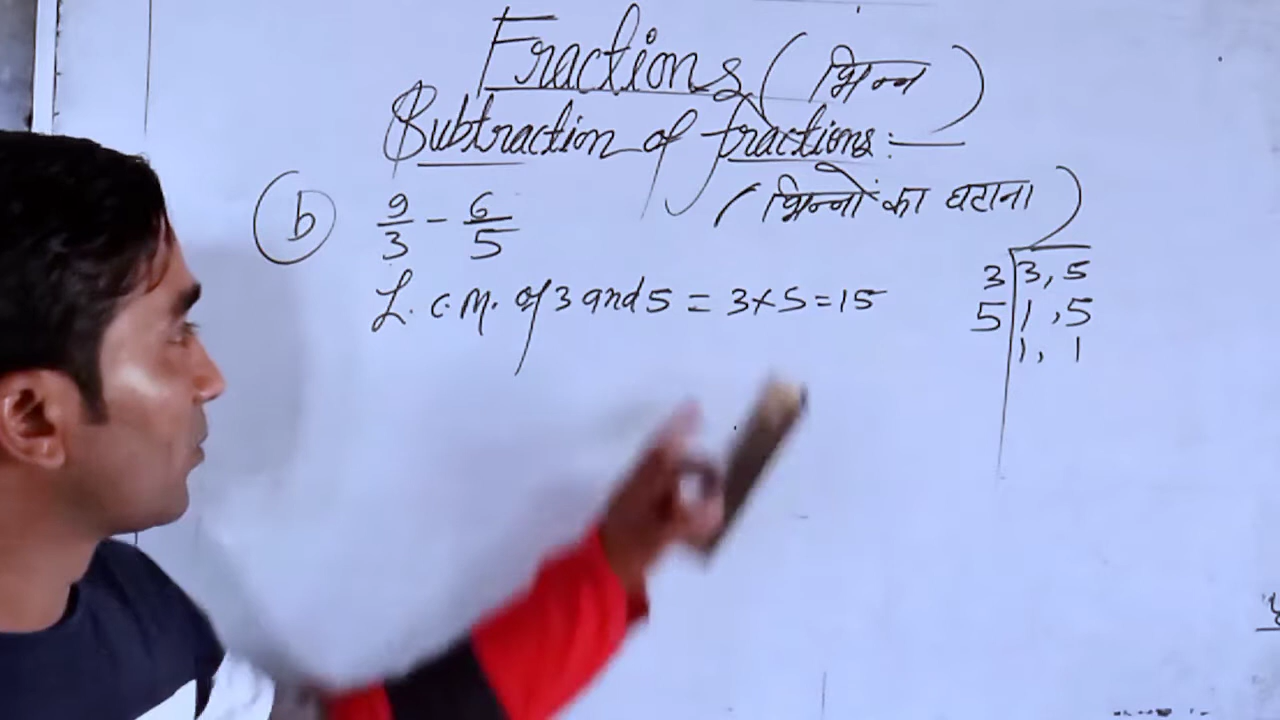 Fractions (भिन्न)
Subtraction of fractions:—
(भिन्नों का घटाना)
(b) 9/3 - 6/5
L.C.M. of 3 and 5 = 3×5=15
3 | 3, 5
5 | 1, 5
1, 1